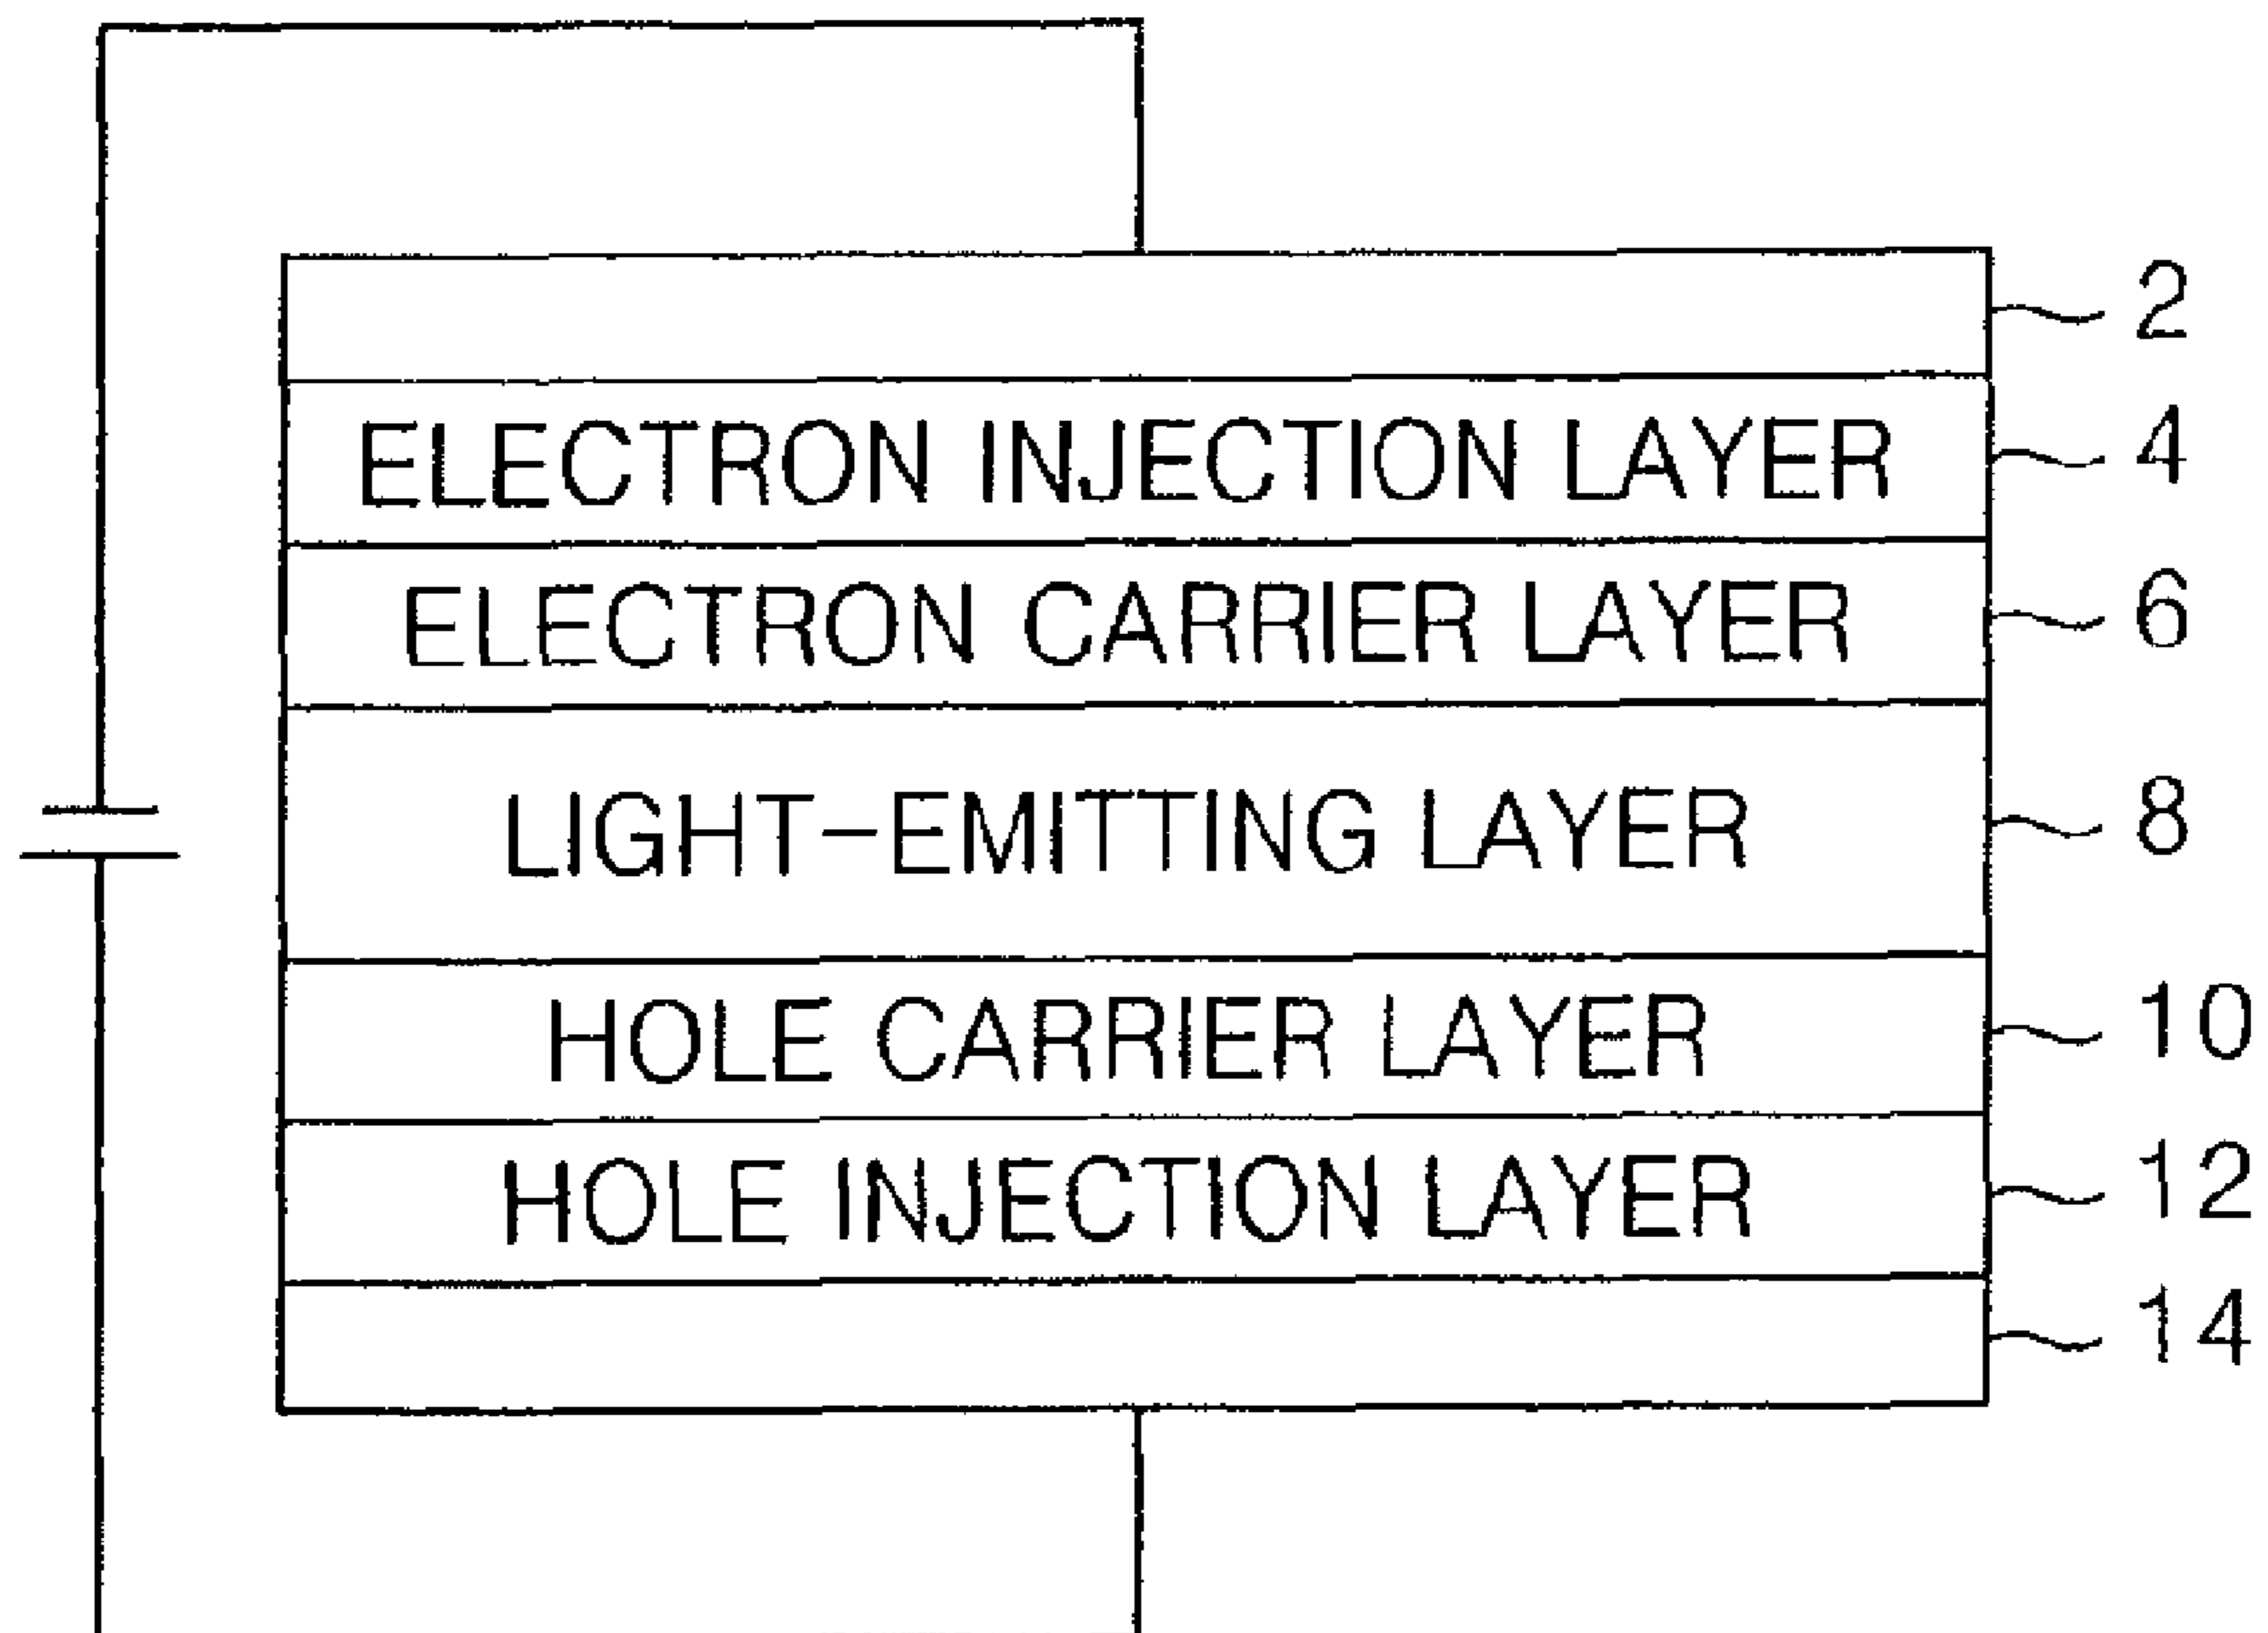 2
ELECTRON INJECTION LAYER 4
ELECTRON CARRIER LAYER 6
LIGHT-EMITTING LAYER 8
HOLE CARRIER LAYER 10
HOLE INJECTION LAYER 12
14